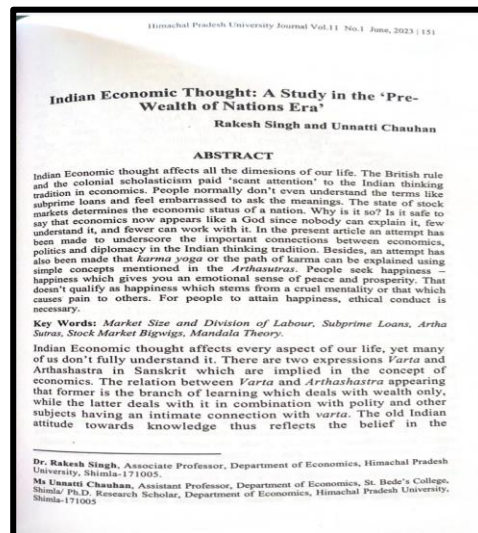 Himachal Pradesh University Journal Vol.11 No.1 June, 2023 | 151
Indian Economic Thought: A Study in the 'Pre-
Wealth of Nations Era'
Rakesh Singh and Unnatti Chauhan
ABSTRACT
Indian Economic thought affects all the dimesions of our life. The British rule
and the colonial scholasticism paid 'scant attention' to the Indian thinking
tradition in economics. People normally don't even understand the terms like
subprime loans and feel embarrassed to ask the meanings. The state of stock
markets determines the economic status of a nation. Why is it so? Is it safe to
say that economics now appears like a God since nobody can explain it, few
understand it, and fewer can work with it. In the present article an attempt has
been made to underscore the important connections between economics,
politics and diplomacy in the Indian thinking tradition. Besides, an attempt has
also been made that karma yoga or the path of karma can be explained using
simple concepts mentioned in the Arthasutras. People seek happiness –
happiness which gives you an emotional sense of peace and prosperity. That
doesn't qualify as happiness which stems from a cruel mentality or that which
causes pain to others. For people to attain happiness, ethical conduct is
necessary.
Key Words: Market Size and Division of Labour, Subprime Loans, Artha
Sutras, Stock Market Bigwigs, Mandala Theory.
Indian Economic thought affects every aspect of our life, yet many
of us don't fully understand it. There are two expressions Varta and
Arthashastra in Sanskrit which are implied in the concept of
economics. The relation between Varta and Arthashastra appearing
that former is the branch of learning which deals with wealth only,
while the latter deals with it in combination with polity and other
subjects having an intimate connection with varta. The old Indian
attitude towards knowledge thus reflects the belief in the
Dr. Rakesh Singh, Associate Professor, Department of Economics, Himachal Pradesh
University, Shimla-171005.
Ms Unnatti Chauhan, Assistant Professor, Department of Economics, St. Bede's College,
Shimla/ Ph.D. Research Scholar, Department of Economics, Himachal Pradesh University,
Shimla-171005